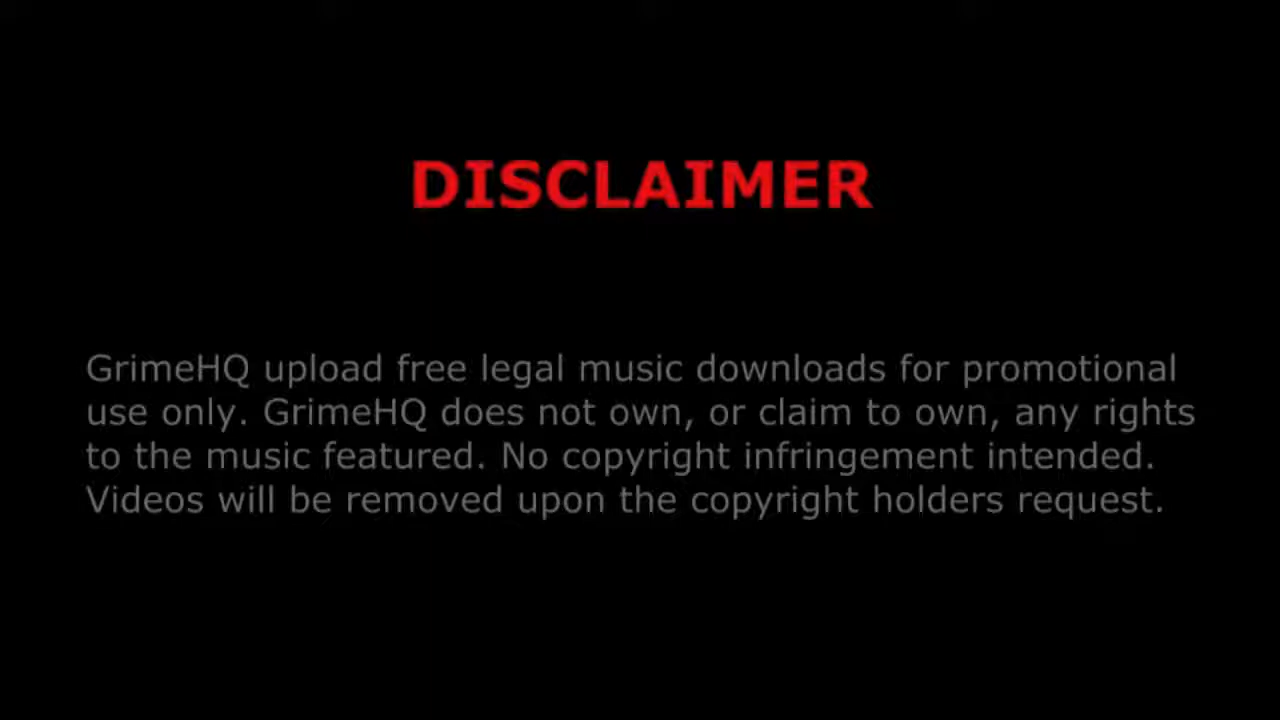 DISCLAIMER
GrimeHQ upload free legal music downloads for promotional
use only. GrimeHQ does not own, or claim to own, any rights
to the music featured. No copyright infringement intended.
Videos will be removed upon the copyright holders request.